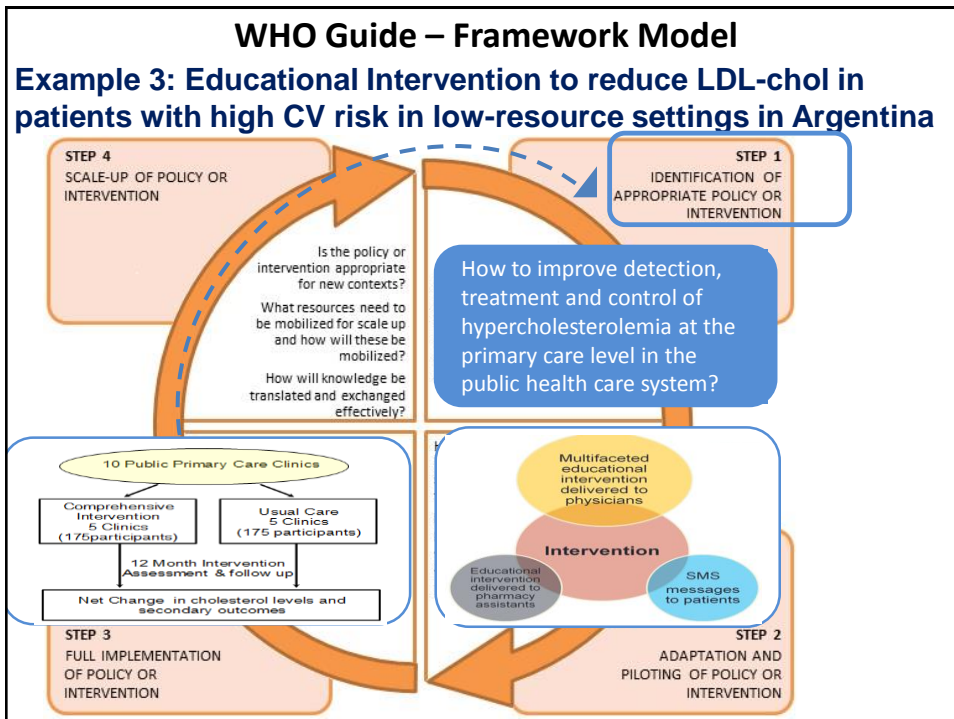 WHO Guide – Framework Model
Example 3: Educational Intervention to reduce LDL-chol in
patients with high CV risk in low-resource settings in Argentina
STEP 4
SCALE-UP OF POLICY OR
INTERVENTION
STEP 1
IDENTIFICATION OF
APPROPRIATE POLICY OR
INTERVENTION
Is the policy or
intervention appropriate
for new contexts?
What resources need to
be mobilized for scale up
and how will these be
mobilized?
How will knowledge be
translated and exchanged
effectively?
How to improve detection,
treatment and control of
hypercholesterolemia at the
primary care level in the
public health care system?
10 Public Primary Care Clinics
Comprehensive
Intervention
5 Clinics
(175participants)
Usual Care
5 Clinics
(175 participants)
12 Month Intervention
Assessment & follow up
Net Change in cholesterol levels and
secondary outcomes
Multifaceted
educational
intervention
delivered to
physicians
Intervention
Educational
intervention
delivered to
pharmacy
assistants
SMS
messages
to patients
STEP 3
FULL IMPLEMENTATION
OF POLICY OR
INTERVENTION
STEP 2
ADAPTATION AND
PILOTING OF POLICY OR
INTERVENTION